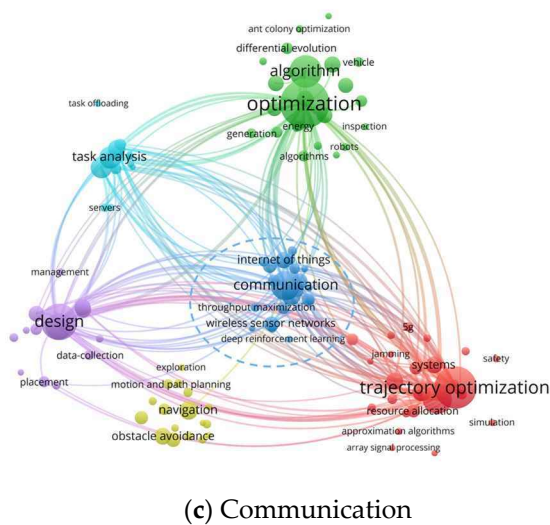 ant colony optimization
differential evolution
vehicle
algorithm
optimization
task offloading
energy
generation
inspection
robots
task analysis
algorithms
servers
internet of things
management
communication
throughput maximization
design
wireless sensor networks
5g
deep reinforcement learning
data-collection
jamming
safety
systems
exploration
placement
motion and path planning
trajectory optimization
navigation
resource allocation
simulation
obstacle avoidance
approximation algorithms
array signal processing
(c) Communication